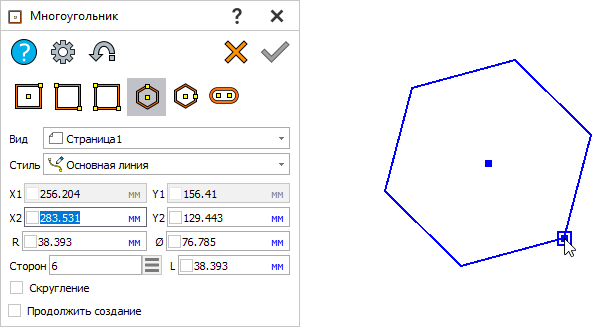 Многоугольник ? ×
?
Вид Страница1
Стиль Основная линия
X1 256.204 мм Y1 156.41 мм
X2 283.531 мм Y2 129.443 мм
R 38.393 мм Ø 76.785 мм
Сторон 6 L 38.393 мм
Скругление
Продолжить создание